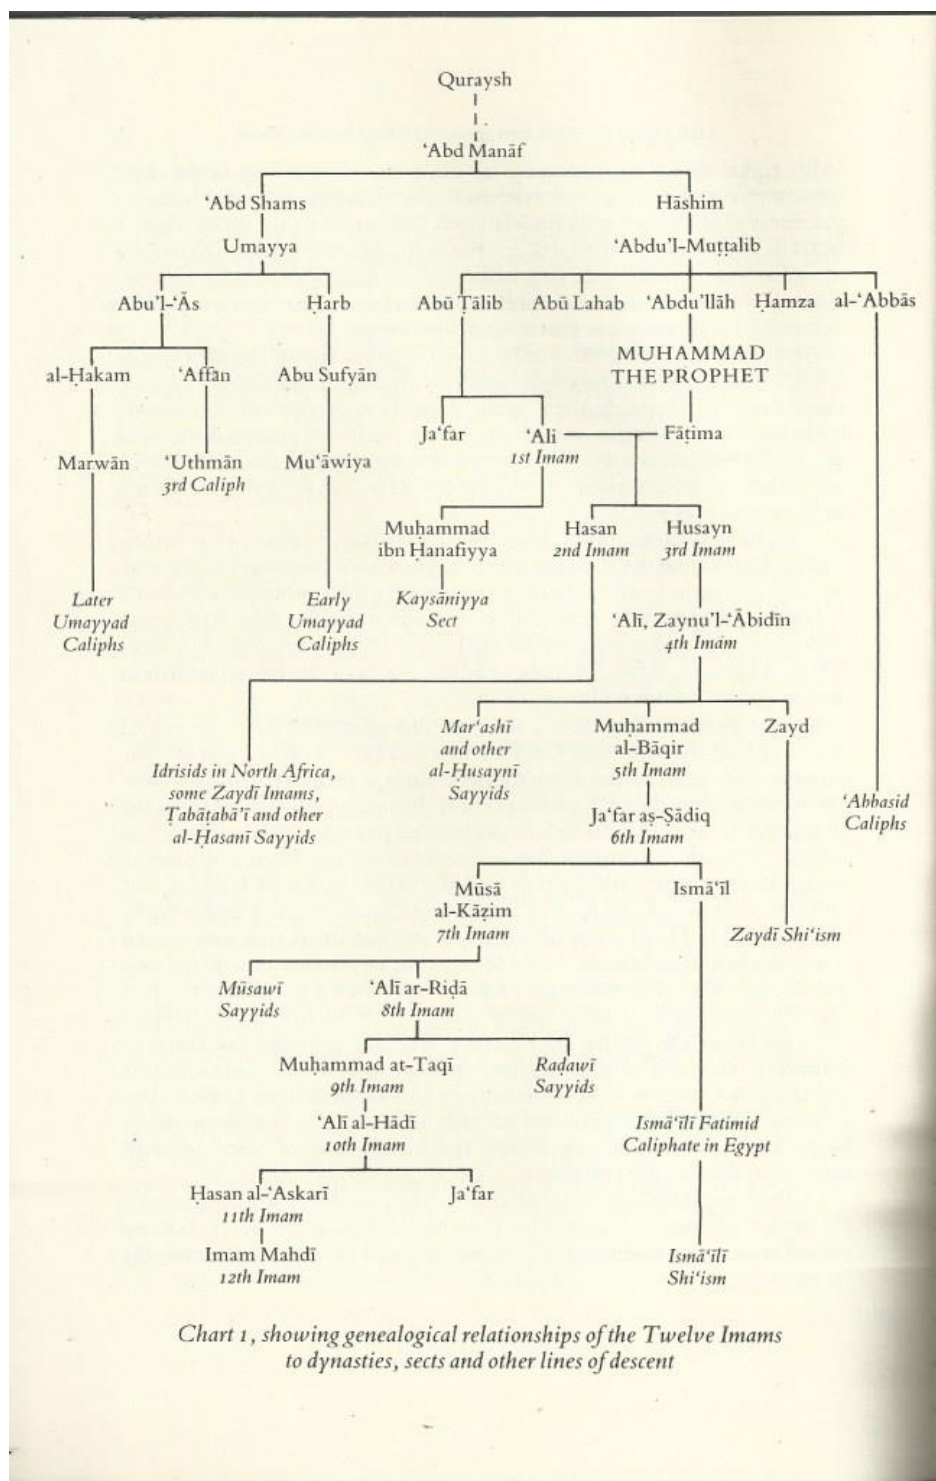 Quraysh
‘Abd Manāf
‘Abd Shams Hāshim
Umayya ‘Abdu’l-Muṭṭalib
Abu’l-‘Ās Ḥarb Abū Ṭālib Abū Lahab ‘Abdu’llāh Ḥamza al-‘Abbās
MUHAMMAD
THE PROPHET
al-Ḥakam ‘Affān Abu Sufyān
Ja‘far ‘Ali Fāṭima
1st Imam
Marwān ‘Uthmān Mu‘āwiya
3rd Caliph
Muḥammad
ibn Ḥanafiyya
Hasan
2nd Imam
Husayn
3rd Imam
Later
Umayyad
Caliphs
Early
Umayyad
Caliphs
Kaysāniyya
Sect
‘Alī, Zaynu’l-‘Ābidīn
4th Imam
Mar‘ashī
and other
al-Ḥusaynī
Sayyids
Muḥammad
al-Bāqir
5th Imam
Zayd
Idrisids in North Africa,
some Zaydī Imams,
Ṭabāṭabā’ī and other
al-Ḥasanī Sayyids
‘Abbasid
Caliphs
Ja‘far aṣ-Ṣādiq
6th Imam
Mūsā
al-Kāẓim
7th Imam
Ismā‘īl
Zaydī Shi‘ism
Mūsawī
Sayyids
‘Alī ar-Riḍā
8th Imam
Muḥammad at-Taqī
9th Imam
Raḍawī
Sayyids
‘Alī al-Hādī
10th Imam
Ismā‘īlī Fatimid
Caliphate in Egypt
Ḥasan al-‘Askarī
11th Imam
Ja‘far
Imam Mahdī
12th Imam
Ismā‘īlī
Shi‘ism
Chart 1, showing genealogical relationships of the Twelve Imams
to dynasties, sects and other lines of descent